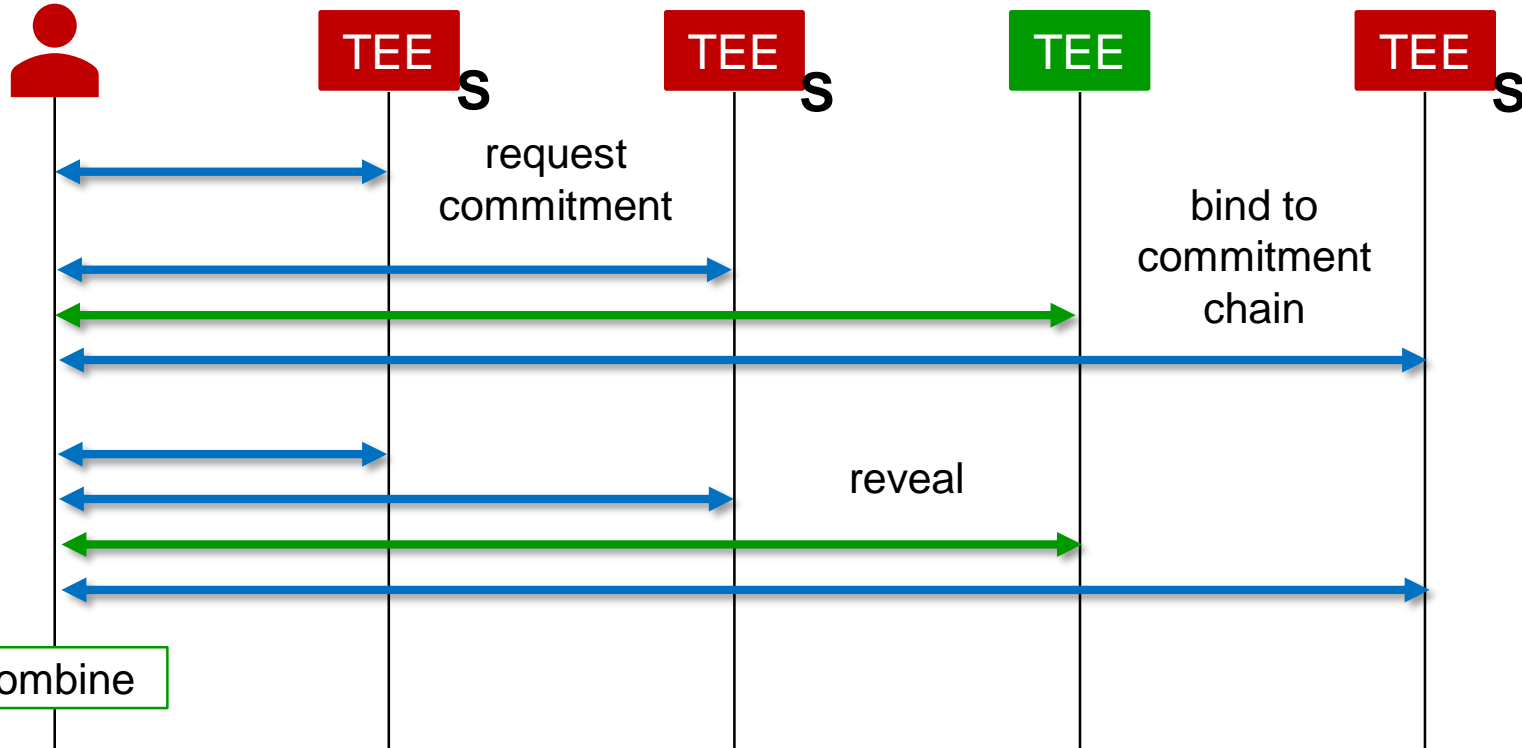 TEE
S
TEE
S
TEE
TEE
S
request
commitment
bind to
commitment
chain
reveal
ombine